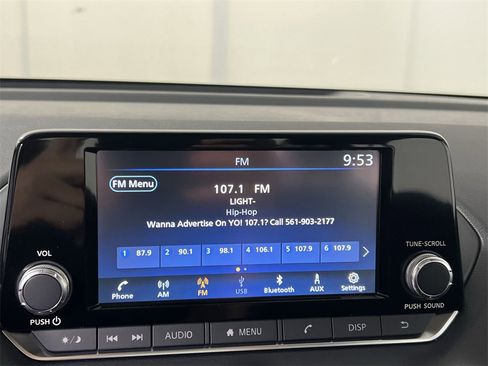 FM 9:53
FM Menu
107.1 FM
LIGHT-
Hip-Hop
Wanna Advertise On YO! 107.1? Call 561-903-2177
1 87.9 2 90.1 3 98.1 4 106.1 5 107.9 6 107.9
Phone AM FM USB Bluetooth AUX Settings
VOL
PUSH
TUNE-SCROLL
PUSH SOUND
AUDIO MENU DISP